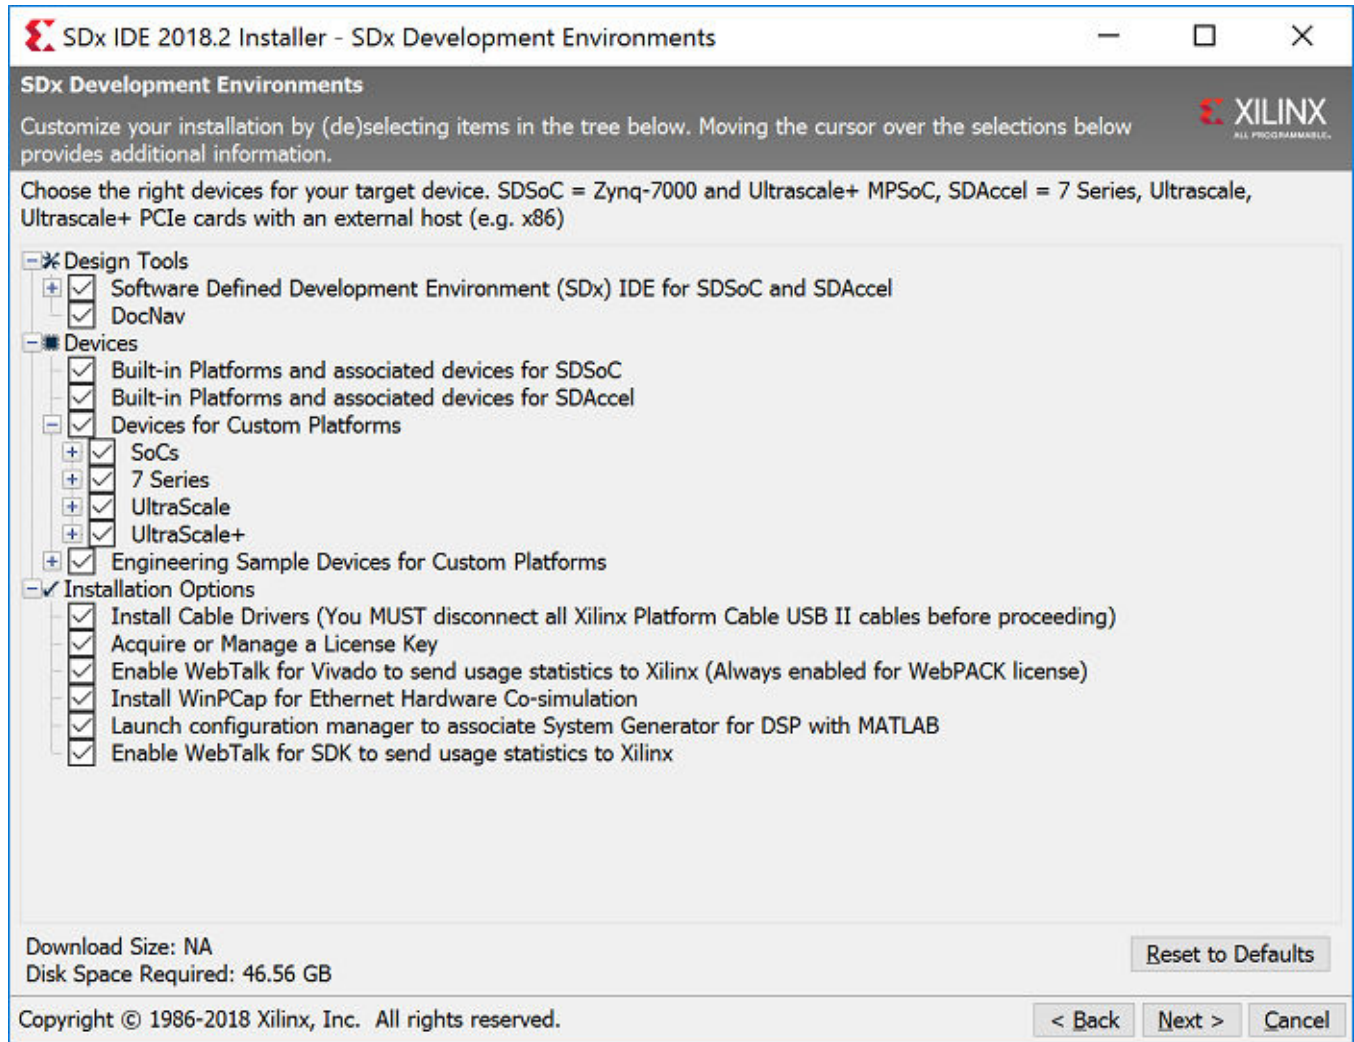 SDx IDE 2018.2 Installer - SDx Development Environments
SDx Development Environments
Customize your installation by (de)selecting items in the tree below. Moving the cursor over the selections below
provides additional information.
XILINX
ALL PROGRAMMABLE.
Choose the right devices for your target device. SDSoC = Zynq-7000 and Ultrascale+ MPSoC, SDAccel = 7 Series, Ultrascale,
Ultrascale+ PCIe cards with an external host (e.g. x86)
Design Tools
Software Defined Development Environment (SDx) IDE for SDSoC and SDAccel
DocNav
Devices
Built-in Platforms and associated devices for SDSoC
Built-in Platforms and associated devices for SDAccel
Devices for Custom Platforms
SoCs
7 Series
UltraScale
UltraScale+
Engineering Sample Devices for Custom Platforms
Installation Options
Install Cable Drivers (You MUST disconnect all Xilinx Platform Cable USB II cables before proceeding)
Acquire or Manage a License Key
Enable WebTalk for Vivado to send usage statistics to Xilinx (Always enabled for WebPACK license)
Install WinPCap for Ethernet Hardware Co-simulation
Launch configuration manager to associate System Generator for DSP with MATLAB
Enable WebTalk for SDK to send usage statistics to Xilinx
Download Size: NA
Disk Space Required: 46.56 GB
Reset to Defaults
Copyright © 1986-2018 Xilinx, Inc. All rights reserved.
< Back
Next >
Cancel